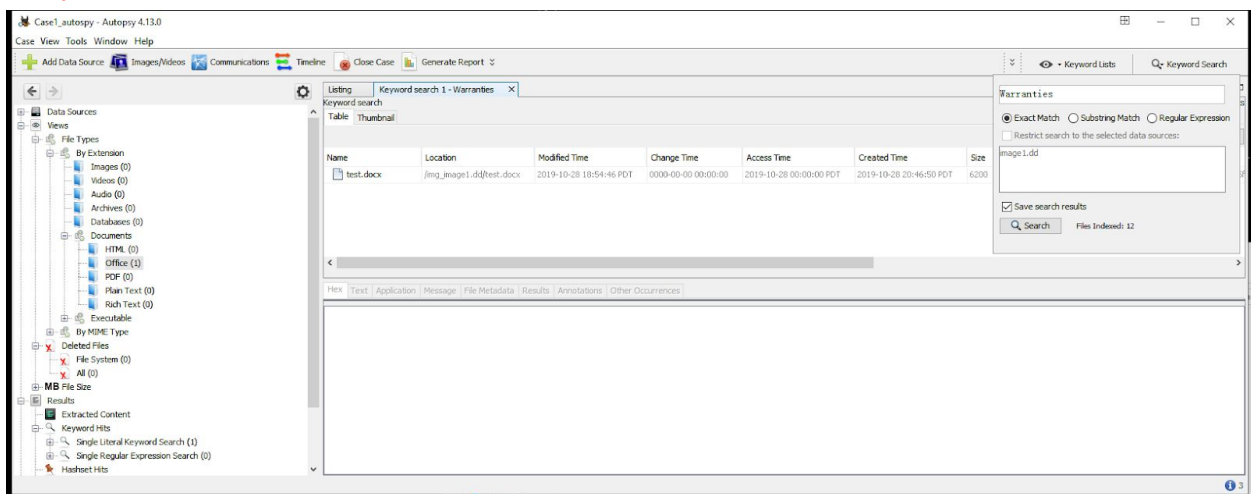 Case1_autospy - Autopsy 4.13.0
Case View Tools Window Help
Add Data Source Images/Videos Communications Timeline Close Case Generate Report Keyword Lists Keyword Search
Data Sources
Views
File Types
By Extension
Images (0)
Videos (0)
Audio (0)
Archives (0)
Databases (0)
Documents
HTML (0)
Office (1)
PDF (0)
Plain Text (0)
Rich Text (0)
Executable
By MIME Type
Deleted Files
File System (0)
All (0)
MB File Size
Results
Extracted Content
Keyword Hits
Single Literal Keyword Search (1)
Single Regular Expression Search (0)
Hashset Hits
Listing Keyword search 1 - Warranties X
Keyword search
Table Thumbnail
Name Location Modified Time Change Time Access Time Created Time Size
test.docx /img_image1.dd/test.docx 2019-10-28 18:54:46 PDT 0000-00-00 00:00:00 2019-10-28 00:00:00 PDT 2019-10-28 20:46:50 PDT 6200
Hex Text Application Message File Metadata Results Annotations Other Occurrences
Warranties
Exact Match Substring Match Regular Expression
Restrict search to the selected data sources:
image1.dd
Save search results
Search Files Indexed: 12
3